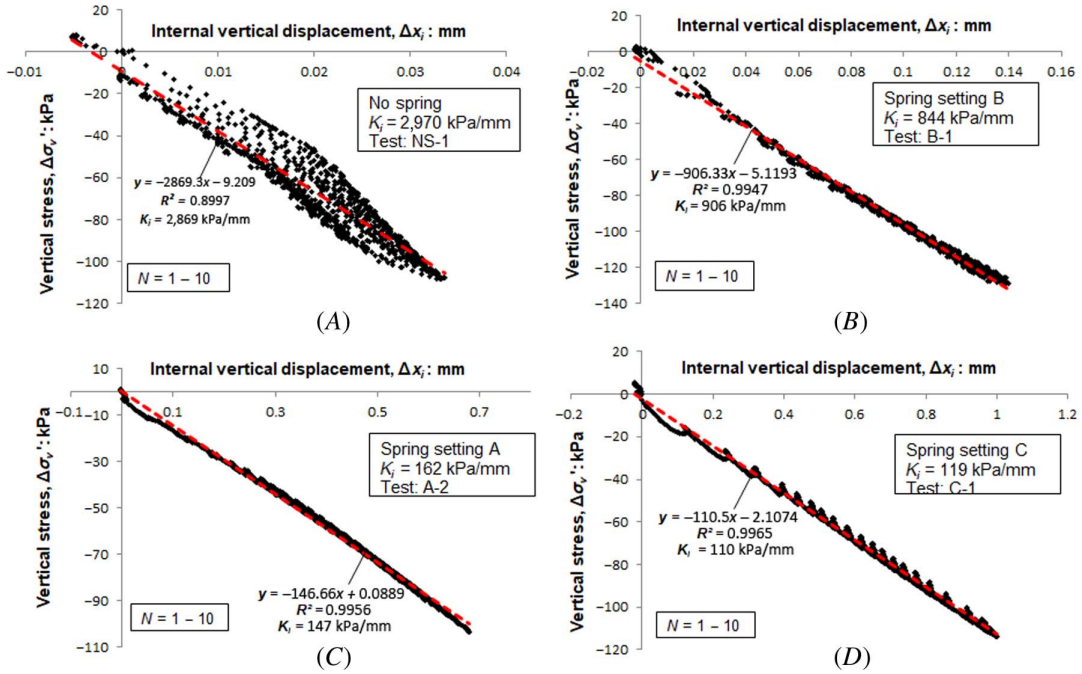 Internal vertical displacement, Δxᵢ : mm
20
0
−20
−40
−60
−80
−100
−120
−0.01
0
0.01
0.02
0.03
0.04
Vertical stress, Δσᵥ' : kPa
No spring
Kᵢ = 2,970 kPa/mm
Test: NS-1
y = −2869.3x − 9.209
R² = 0.8997
Kᵢ = 2,869 kPa/mm
N = 1 – 10
(A)
Internal vertical displacement, Δxᵢ : mm
20
0
−20
−40
−60
−80
−100
−120
−140
−0.02
0
0.02
0.04
0.06
0.08
0.1
0.12
0.14
0.16
Vertical stress, Δσᵥ' : kPa
Spring setting B
Kᵢ = 844 kPa/mm
Test: B-1
y = −906.33x − 5.1193
R² = 0.9947
Kᵢ = 906 kPa/mm
N = 1 – 10
(B)
Internal vertical displacement, Δxᵢ : mm
10
−10
−30
−50
−70
−90
−110
−0.1
0.1
0.3
0.5
0.7
Vertical stress, Δσᵥ' : kPa
Spring setting A
Kᵢ = 162 kPa/mm
Test: A-2
y = −146.66x + 0.0889
R² = 0.9956
Kᵢ = 147 kPa/mm
N = 1 – 10
(C)
Internal vertical displacement, Δxᵢ : mm
20
0
−20
−40
−60
−80
−100
−120
−0.2
0
0.2
0.4
0.6
0.8
1
1.2
Vertical stress, Δσᵥ' : kPa
Spring setting C
Kᵢ = 119 kPa/mm
Test: C-1
y = −110.5x − 2.1074
R² = 0.9965
Kᵢ = 110 kPa/mm
N = 1 – 10
(D)